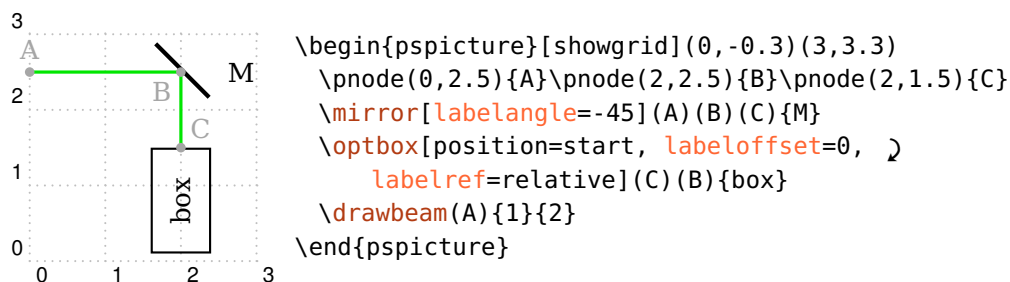 3
A
M
2
B
C
1
box
0
0 1 2 3
\begin{pspicture}[showgrid](0,-0.3)(3,3.3)
\pnode(0,2.5){A}\pnode(2,2.5){B}\pnode(2,1.5){C}
\mirror[labelangle=-45](A)(B)(C){M}
\optbox[position=start, labeloffset=0,
labelref=relative](C)(B){box}
\drawbeam(A){1}{2}
\end{pspicture}